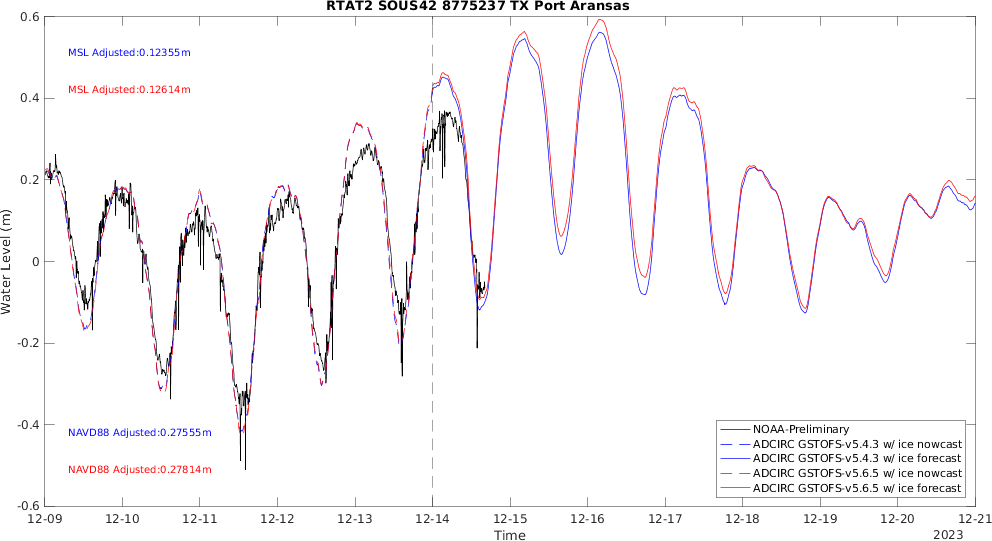 RTAT2 SOUS42 8775237 TX Port Aransas
0.6
MSL Adjusted:0.12355m
MSL Adjusted:0.12614m
0.4
0.2
Water Level (m)
0
-0.2
-0.4
NAVD88 Adjusted:0.27555m
NAVD88 Adjusted:0.27814m
-0.6
NOAA-Preliminary
ADCIRC GSTOFS-v5.4.3 w/ ice nowcast
ADCIRC GSTOFS-v5.4.3 w/ ice forecast
ADCIRC GSTOFS-v5.6.5 w/ ice nowcast
ADCIRC GSTOFS-v5.6.5 w/ ice forecast
12-09 12-10 12-11 12-12 12-13 12-14 12-15 12-16 12-17 12-18 12-19 12-20 12-21
Time
2023